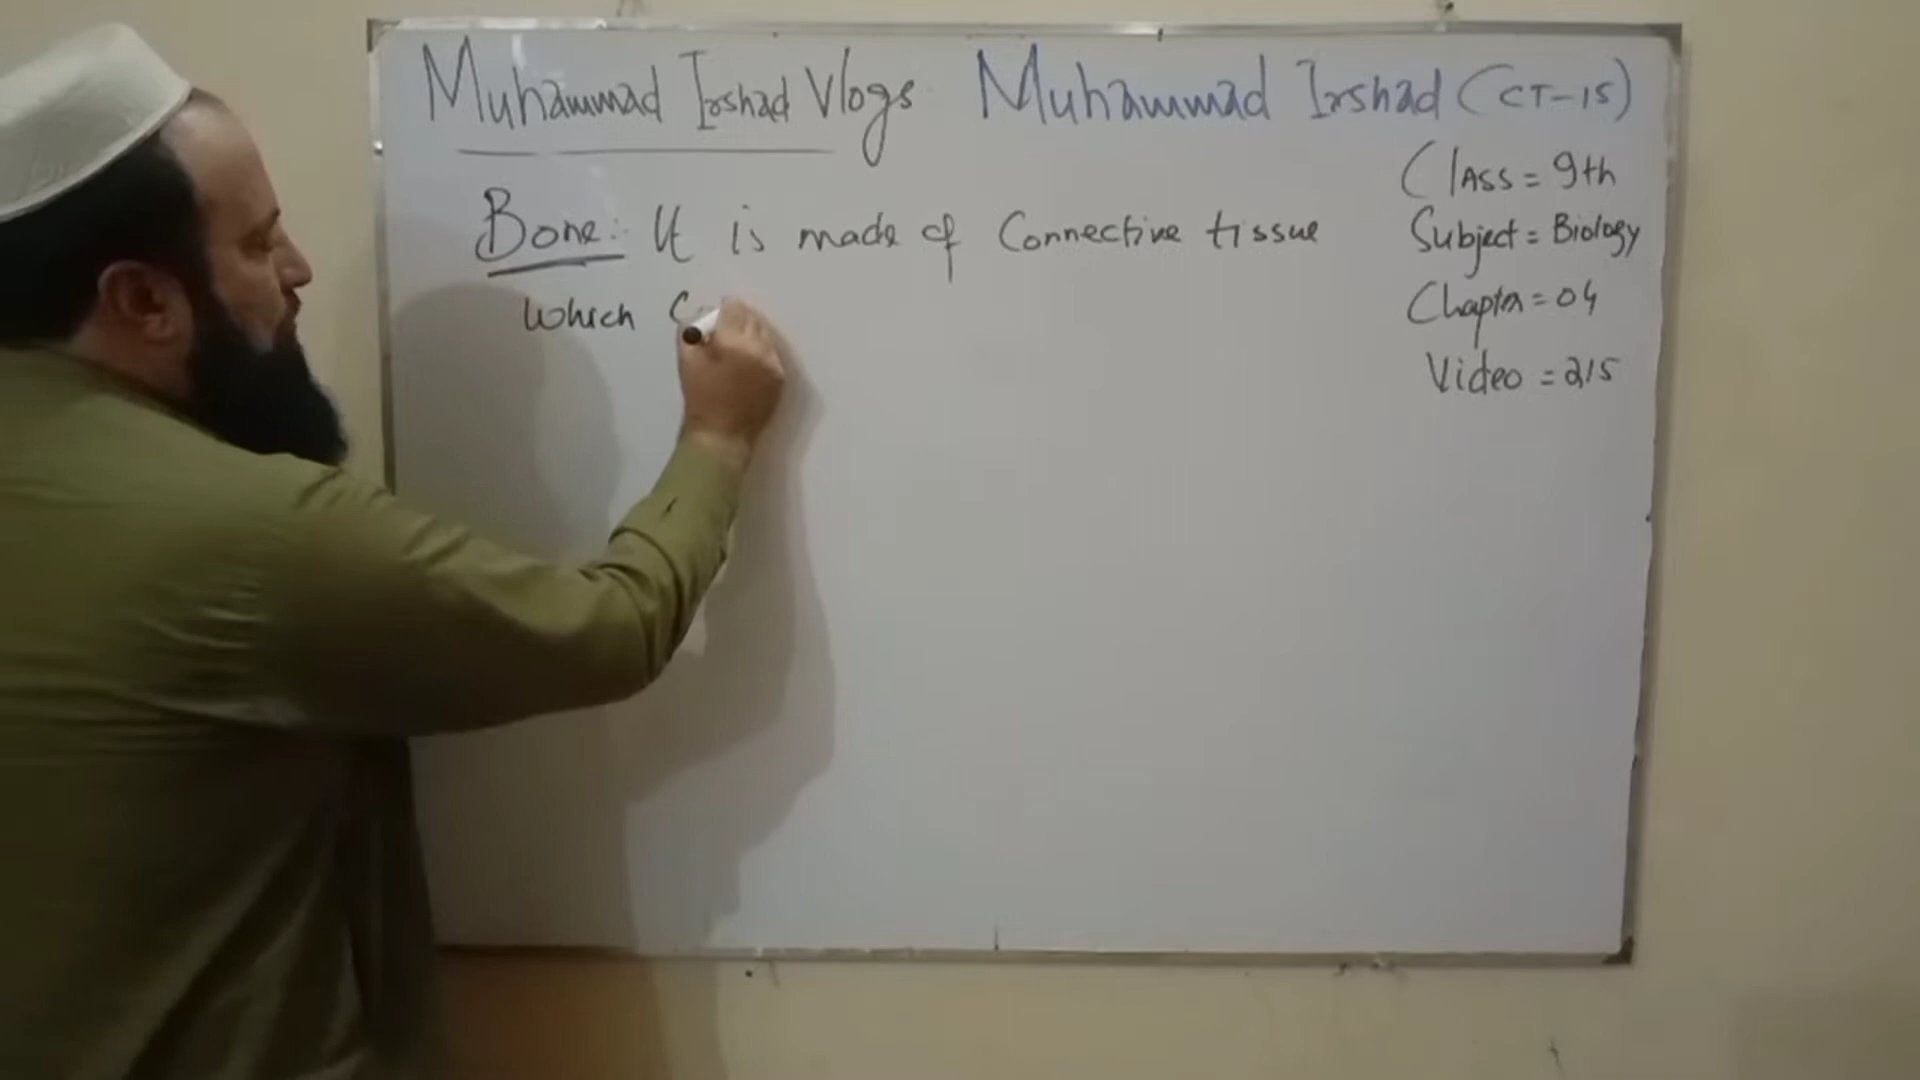 Muhammad Irshad Vlogs Muhammad Irshad (CT-15)
Class = 9th
Subject = Biology
Chapter = 04
Video = 215
Bone: It is made of Connective tissue
which